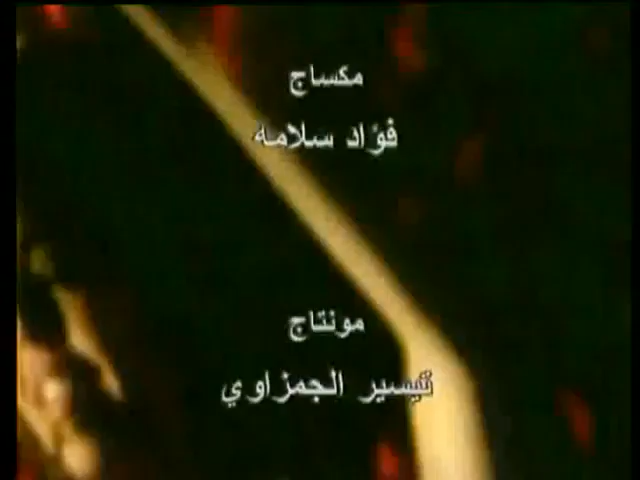 مكساج
فؤاد سلامه
مونتاج
تيسير الجمزاوي